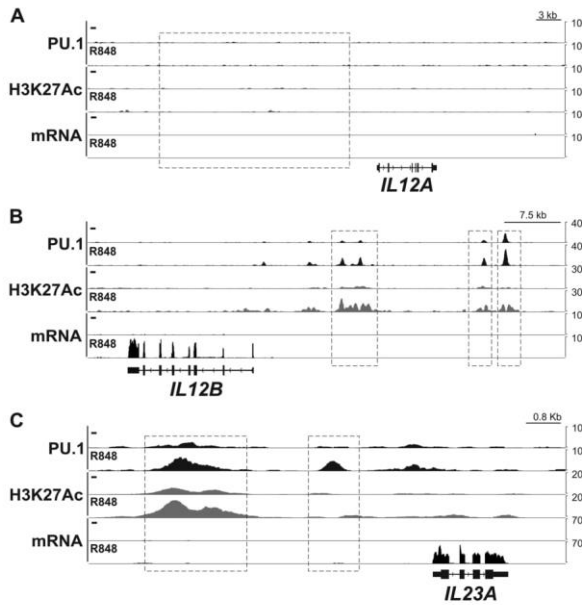 A
3 kb
PU.1
-
10
R848
10
H3K27Ac
-
10
R848
10
mRNA
-
10
R848
10
IL12A
B
7.5 kb
PU.1
-
40
R848
40
H3K27Ac
-
30
R848
30
mRNA
-
10
R848
10
IL12B
C
0.8 Kb
PU.1
-
10
R848
10
H3K27Ac
-
20
R848
20
mRNA
-
70
R848
70
IL23A